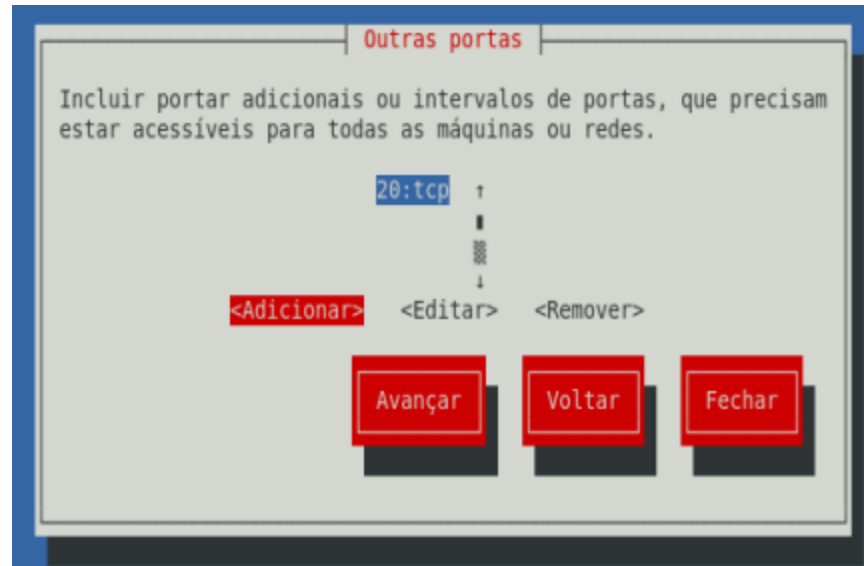 Outras portas
Incluir portar adicionais ou intervalos de portas, que precisam
estar acessíveis para todas as máquinas ou redes.
20:tcp ↑
↓
<Adicionar> <Editar> <Remover>
Avançar Voltar Fechar